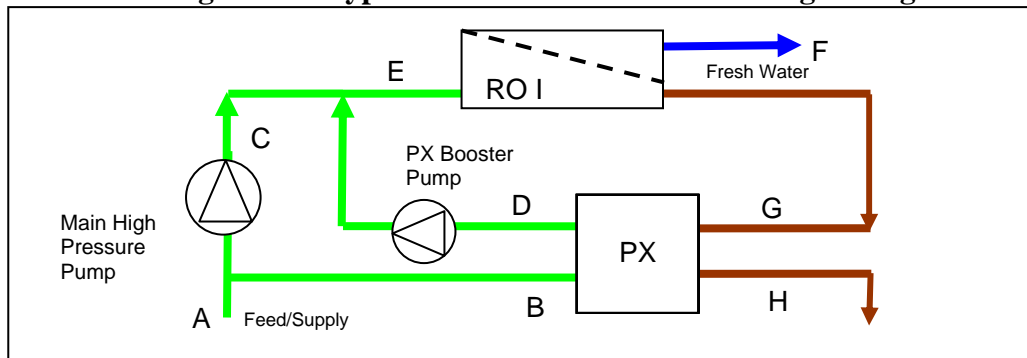 F
Fresh Water
E
RO I
C
PX Booster
Pump
D
G
Main High
Pressure
Pump
PX
A
Feed/Supply
B
H